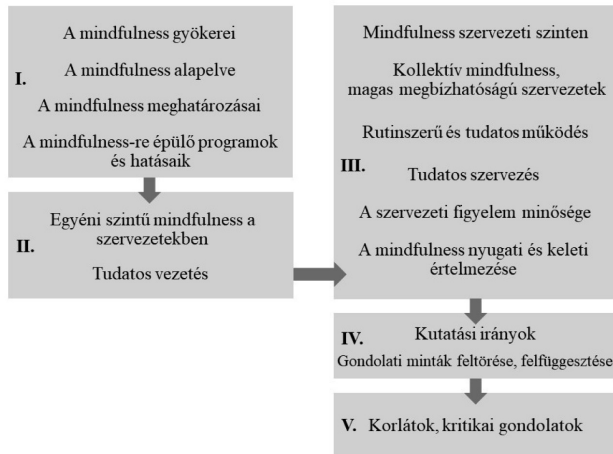 A mindfulness gyökerei
I.
A mindfulness alapelve
A mindfulness meghatározásai
A mindfulness-re épülő programok
és hatásaik
II.
Egyéni szintű mindfulness a
szervezetekben
Tudatos vezetés
Mindfulness szervezeti szinten
Kollektív mindfulness,
magas megbízhatóságú szervezetek
Rutinszerű és tudatos működés
III.
Tudatos szervezés
A szervezeti figyelem minősége
A mindfulness nyugati és keleti
értelmezése
IV. Kutatási irányok
Gondolati minták feltörése, felfüggesztése
V. Korlátok, kritikai gondolatok